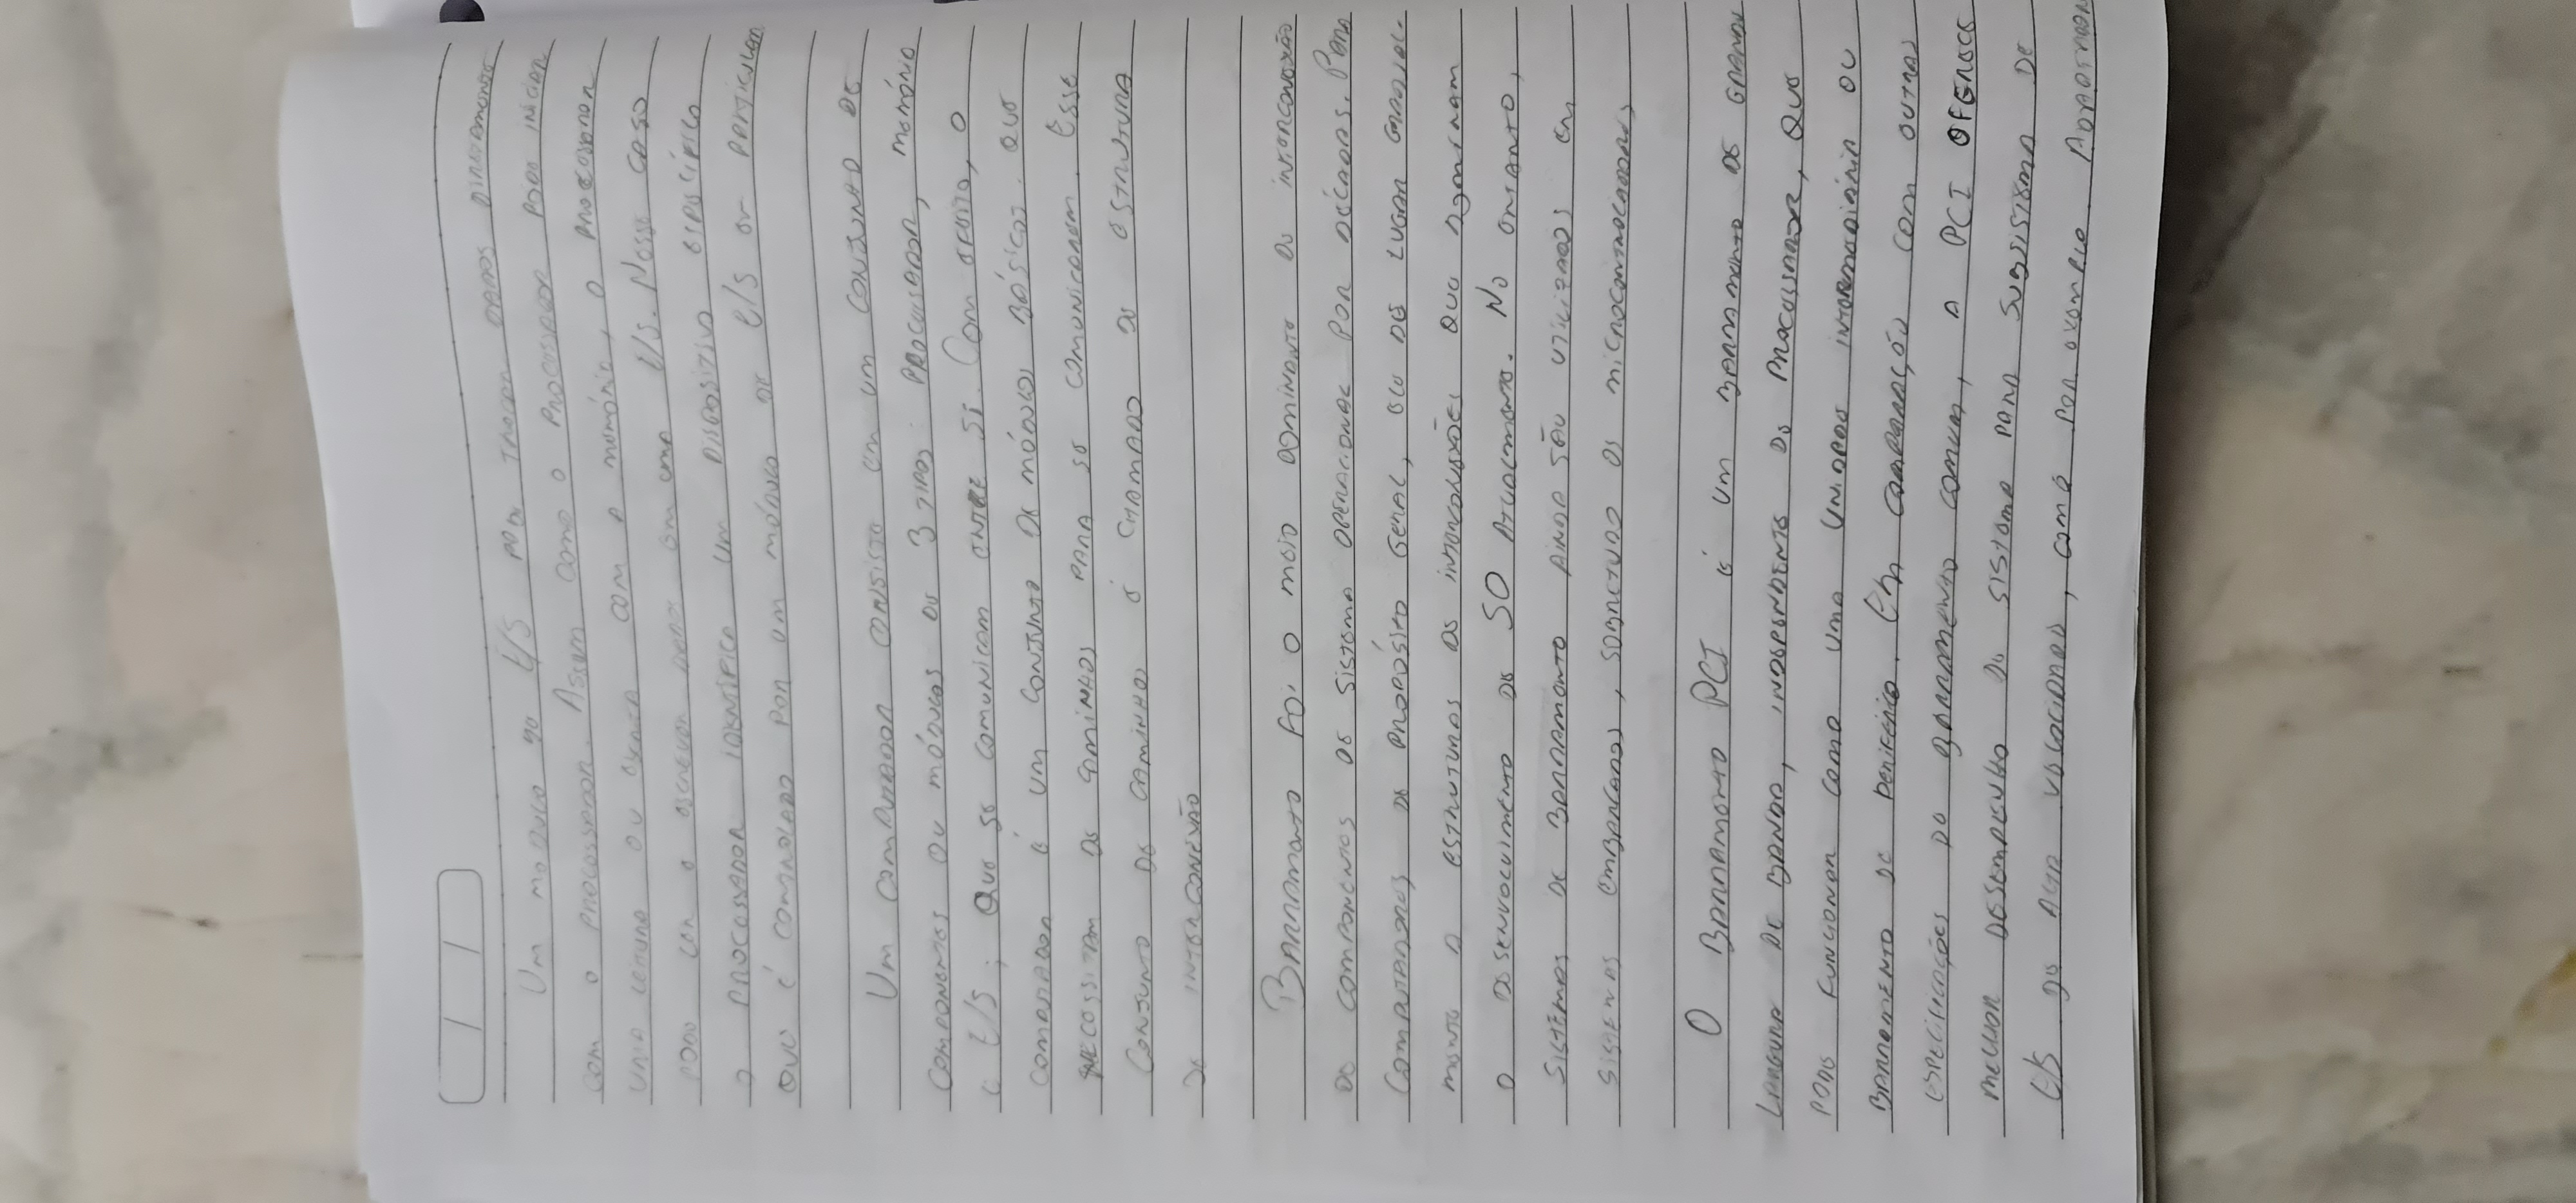 Um modulo de E/S pode trocar dados diretamente
com o processador. Assim como o processador pode iniciar
uma leitura ou escrita com a memória, o processador
pode ler o escrever dados em uma E/S. Nesse caso
o processador identifica um dispositivo específico
que é controlado por um módulo de E/S em particular
Um computador consiste em um conjunto de
componentes ou módulos de 3 tipos: processador, memória
e E/S; que se comunicam entre si. Com efeito, o
computador é um conjunto de módulos básicos. que
necessitam de caminhos para se comunicarem. Esse
conjunto de caminhos é chamado de estrutura
de interconexão
Barramento foi o meio dominante de interconexão
de componentes de sistema operacional por décadas. Para
computadores de propósito geral, ele de lugar gradual-
mente a estruturas de interconexões que dominam
o desenvolvimento de SO atualmente. No entanto,
sistemas de barramento ainda são utilizados em
sistemas embarcados, sobretudo os microcontroladores
O barramento PCI é um barramento de grande
largura de banda, independente do processador, que
pode funcionar como uma unidade intermediária ou
barramento de periférico. Em comparação com outras
especificações do barramento comum, a PCI oferece
melhor desempenho do sistema para subsistema de
E/S de alta velocidade, como por exemplo.